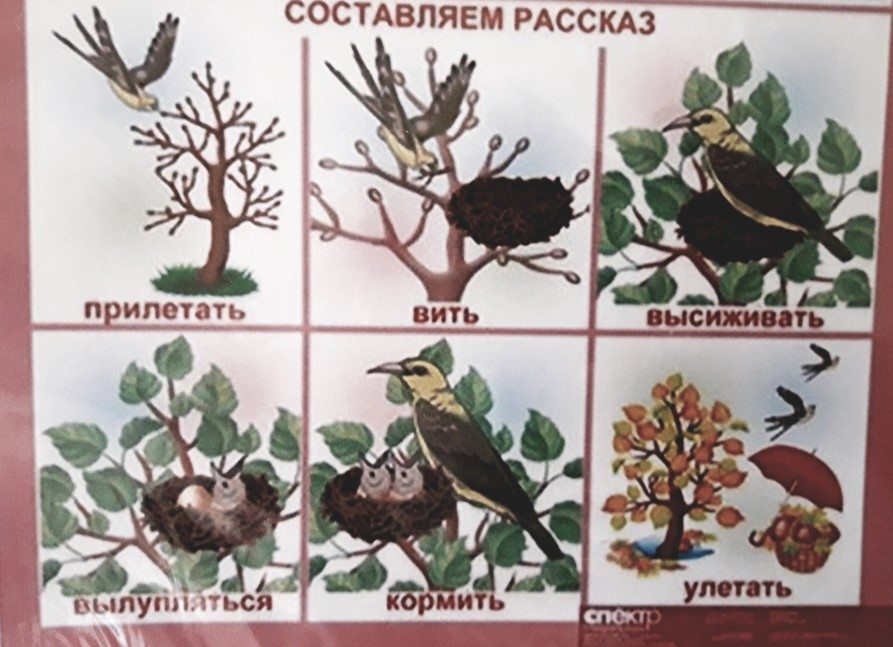 СОСТАВЛЯЕМ РАССКАЗ
прилетать
вить
высиживать
вылупляться
кормить
улетать
спектр